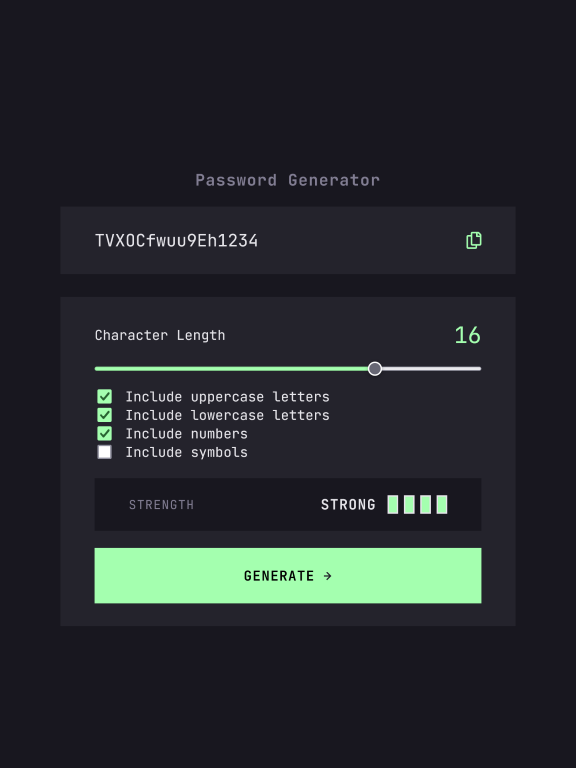 Password Generator
TVXOCfwuu9Eh1234
Character Length
16
Include uppercase letters
Include lowercase letters
Include numbers
Include symbols
STRENGTH
STRONG
GENERATE →